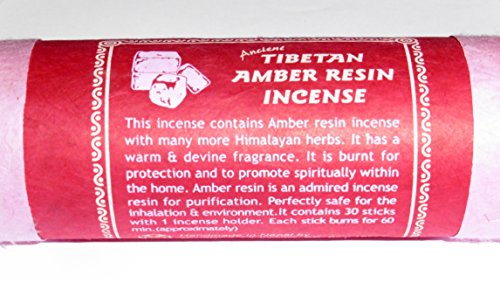 Ancient
TIBETAN
AMBER RESIN
INCENSE
This incense contains Amber resin incense
with many more Himalayan herbs. It has a
warm & devine fragrance. It is burnt for
protection and to promote spiritually within
the home. Amber resin is an admired incense
resin for purification. Perfectly safe for the
inhalation & environment.It contains 30 sticks
with 1 incense holder. Each stick burns for 60
min.(approximately)